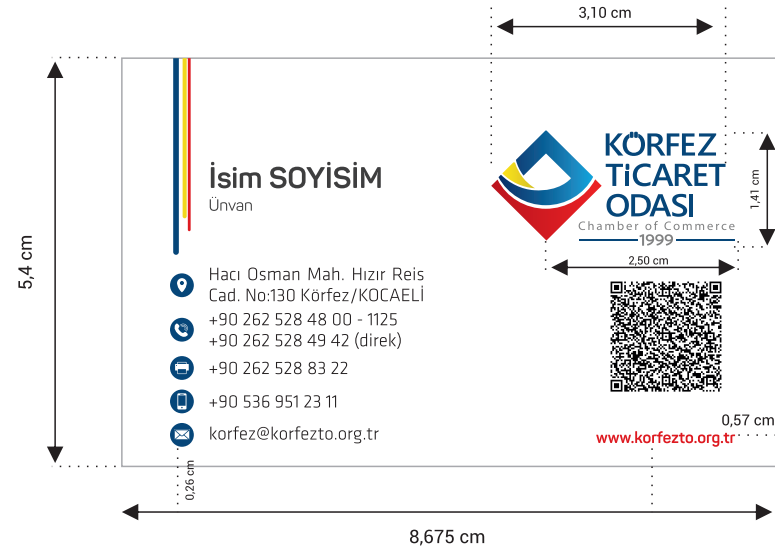 3,10 cm
5,4 cm
İsim SOYİSİM
Ünvan
KÖRFEZ
TİCARET
ODASI
Chamber of Commerce
1999
1,41 cm
2,50 cm
Hacı Osman Mah. Hızır Reis
Cad. No:130 Körfez/KOCAELİ
+90 262 528 48 00 - 1125
+90 262 528 49 42 (direk)
+90 262 528 83 22
+90 536 951 23 11
korfez@korfezto.org.tr
www.korfezto.org.tr
0,57 cm
0,26 cm
8,675 cm